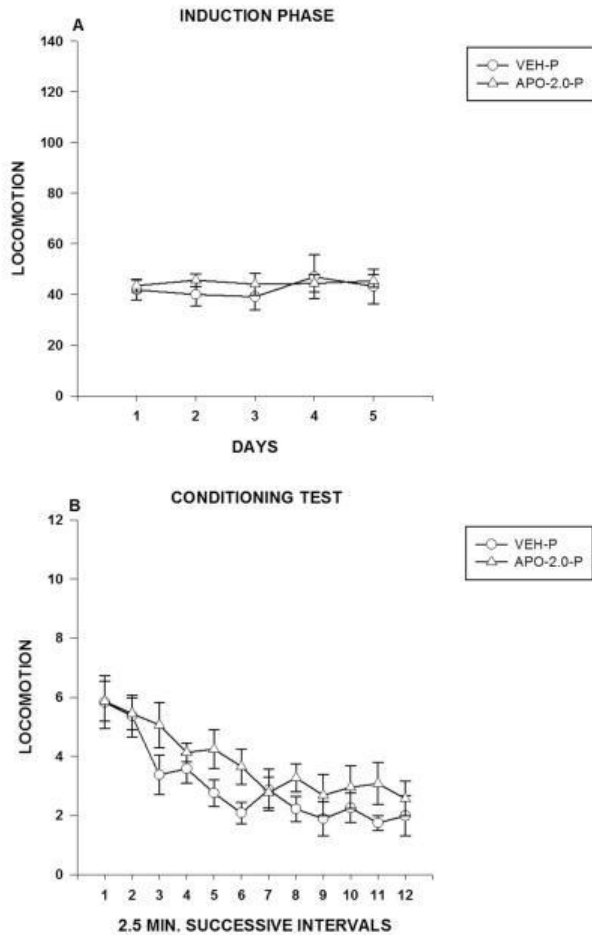 A
INDUCTION PHASE
140
120
100
80
60
40
20
0
LOCOMOTION
1 2 3 4 5
DAYS
VEH-P
APO-2.0-P
B
CONDITIONING TEST
12
10
8
6
4
2
0
LOCOMOTION
1 2 3 4 5 6 7 8 9 10 11 12
2.5 MIN. SUCCESSIVE INTERVALS
VEH-P
APO-2.0-P